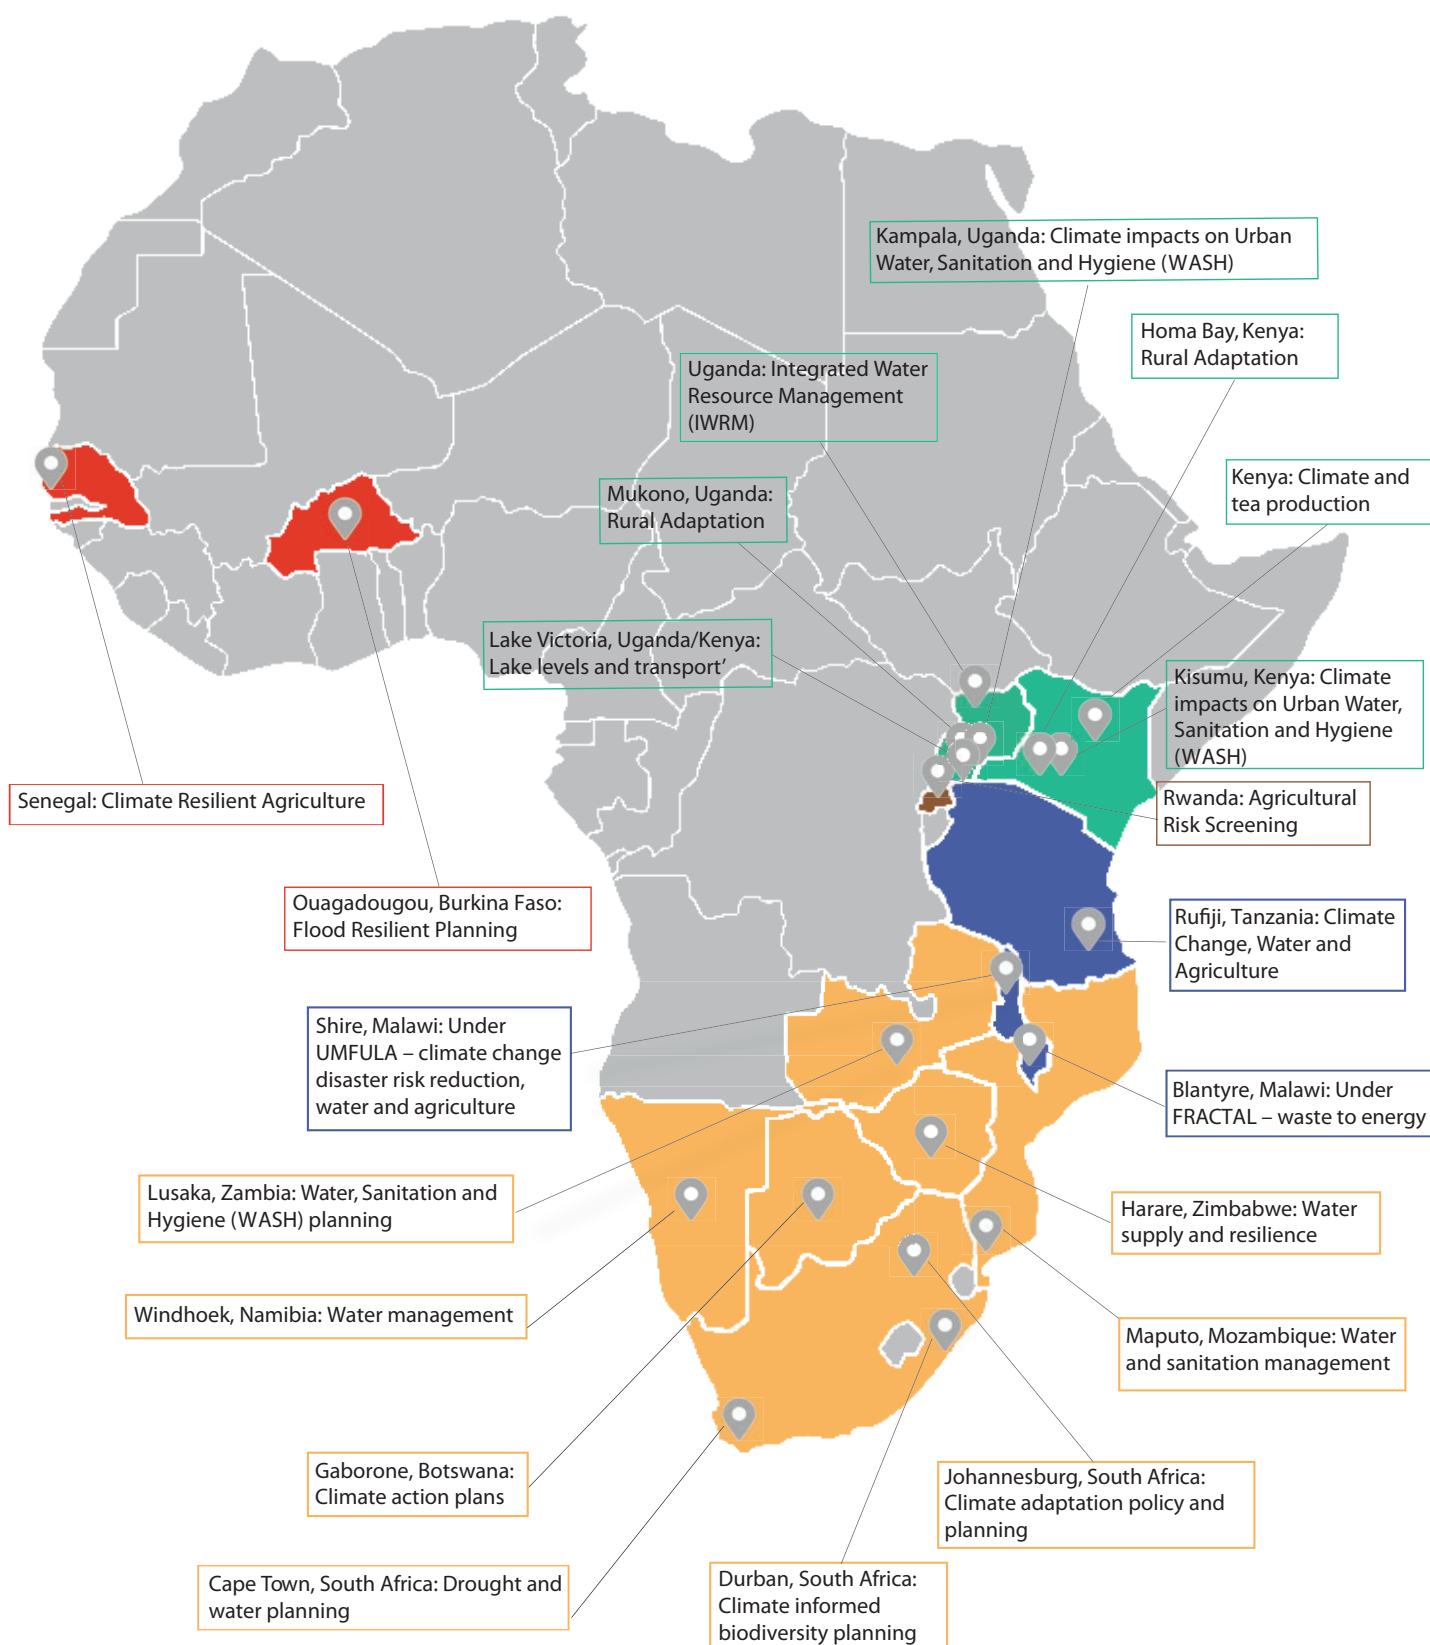 Kampala, Uganda: Climate impacts on Urban
Water, Sanitation and Hygiene (WASH)
Homa Bay, Kenya:
Rural Adaptation
Uganda: Integrated Water
Resource Management
(IWRM)
Kenya: Climate and
tea production
Mukono, Uganda:
Rural Adaptation
Lake Victoria, Uganda/Kenya:
Lake levels and transport’
Kisumu, Kenya: Climate
impacts on Urban Water,
Sanitation and Hygiene
(WASH)
Senegal: Climate Resilient Agriculture
Rwanda: Agricultural
Risk Screening
Ouagadougou, Burkina Faso:
Flood Resilient Planning
Rufiji, Tanzania: Climate
Change, Water and
Agriculture
Shire, Malawi: Under
UMFULA – climate change
disaster risk reduction,
water and agriculture
Blantyre, Malawi: Under
FRACTAL – waste to energy
Lusaka, Zambia: Water, Sanitation and
Hygiene (WASH) planning
Harare, Zimbabwe: Water
supply and resilience
Windhoek, Namibia: Water management
Maputo, Mozambique: Water
and sanitation management
Gaborone, Botswana:
Climate action plans
Johannesburg, South Africa:
Climate adaptation policy and
planning
Cape Town, South Africa: Drought and
water planning
Durban, South Africa:
Climate informed
biodiversity planning